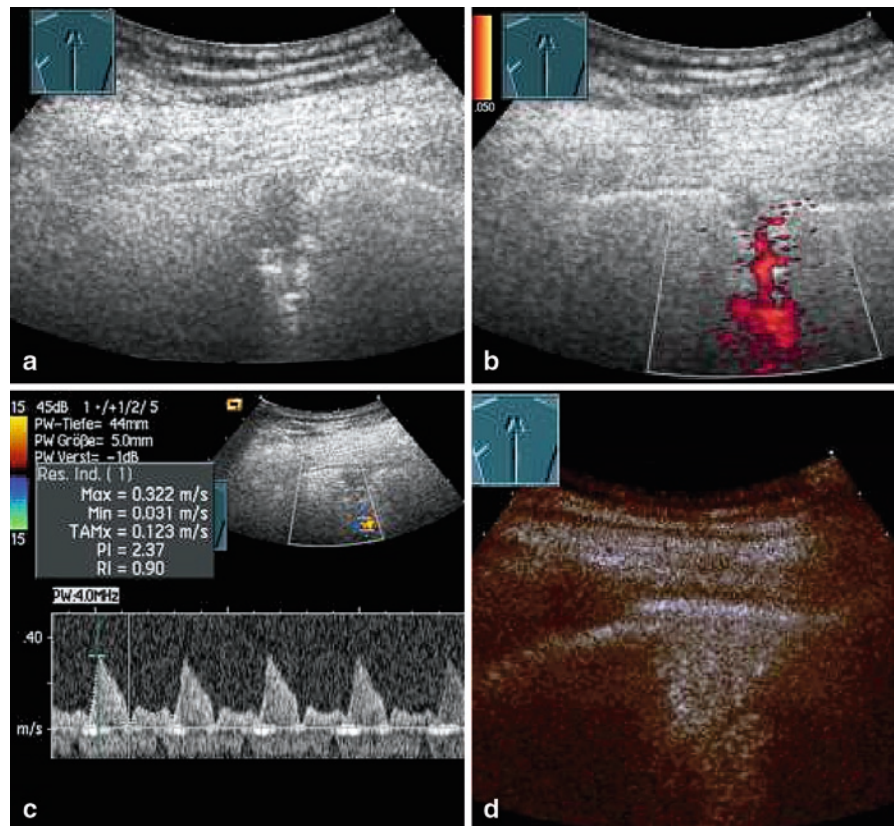 a
.050
b
15
15
45dB 1 +/+1/2/ 5
PW-Tiefe= 44mm
PW Größe= 5.0mm
PW Verst= -1dB
Res. Ind. ( 1 )
Max = 0.322 m/s
Min = 0.031 m/s
TAMx = 0.123 m/s
PI = 2.37
RI = 0.90
PW:4.0MHz
.40
m/s
c
d